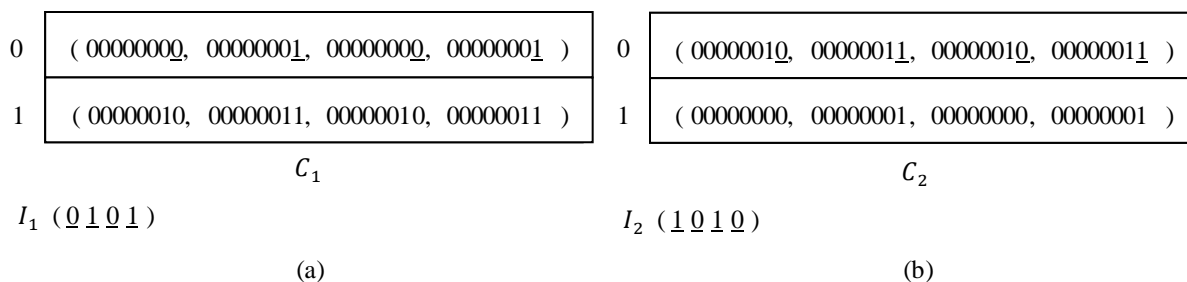 0 ( 00000000, 00000001, 00000000, 00000001 )
1 ( 00000010, 00000011, 00000010, 00000011 )
C₁
I₁ ( 0 1 0 1 )
(a)
0 ( 00000010, 00000011, 00000010, 00000011 )
1 ( 00000000, 00000001, 00000000, 00000001 )
C₂
I₂ ( 1 0 1 0 )
(b)